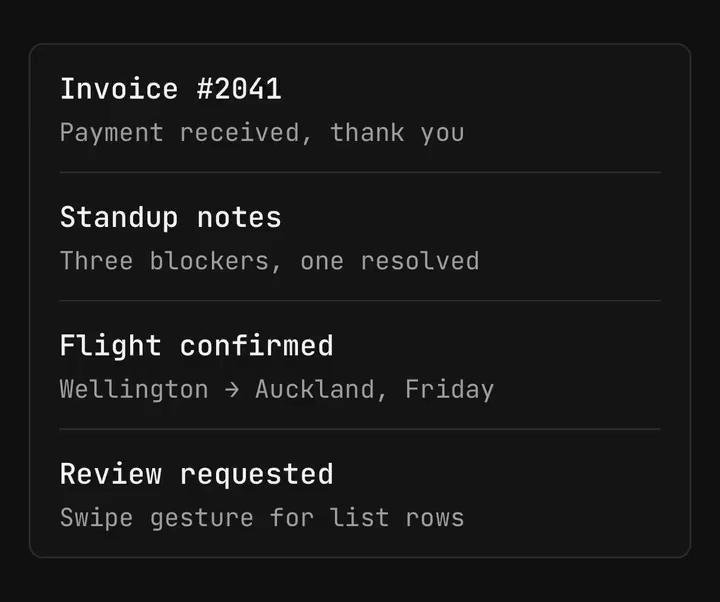 Invoice #2041
Payment received, thank you
Standup notes
Three blockers, one resolved
Flight confirmed
Wellington → Auckland, Friday
Review requested
Swipe gesture for list rows